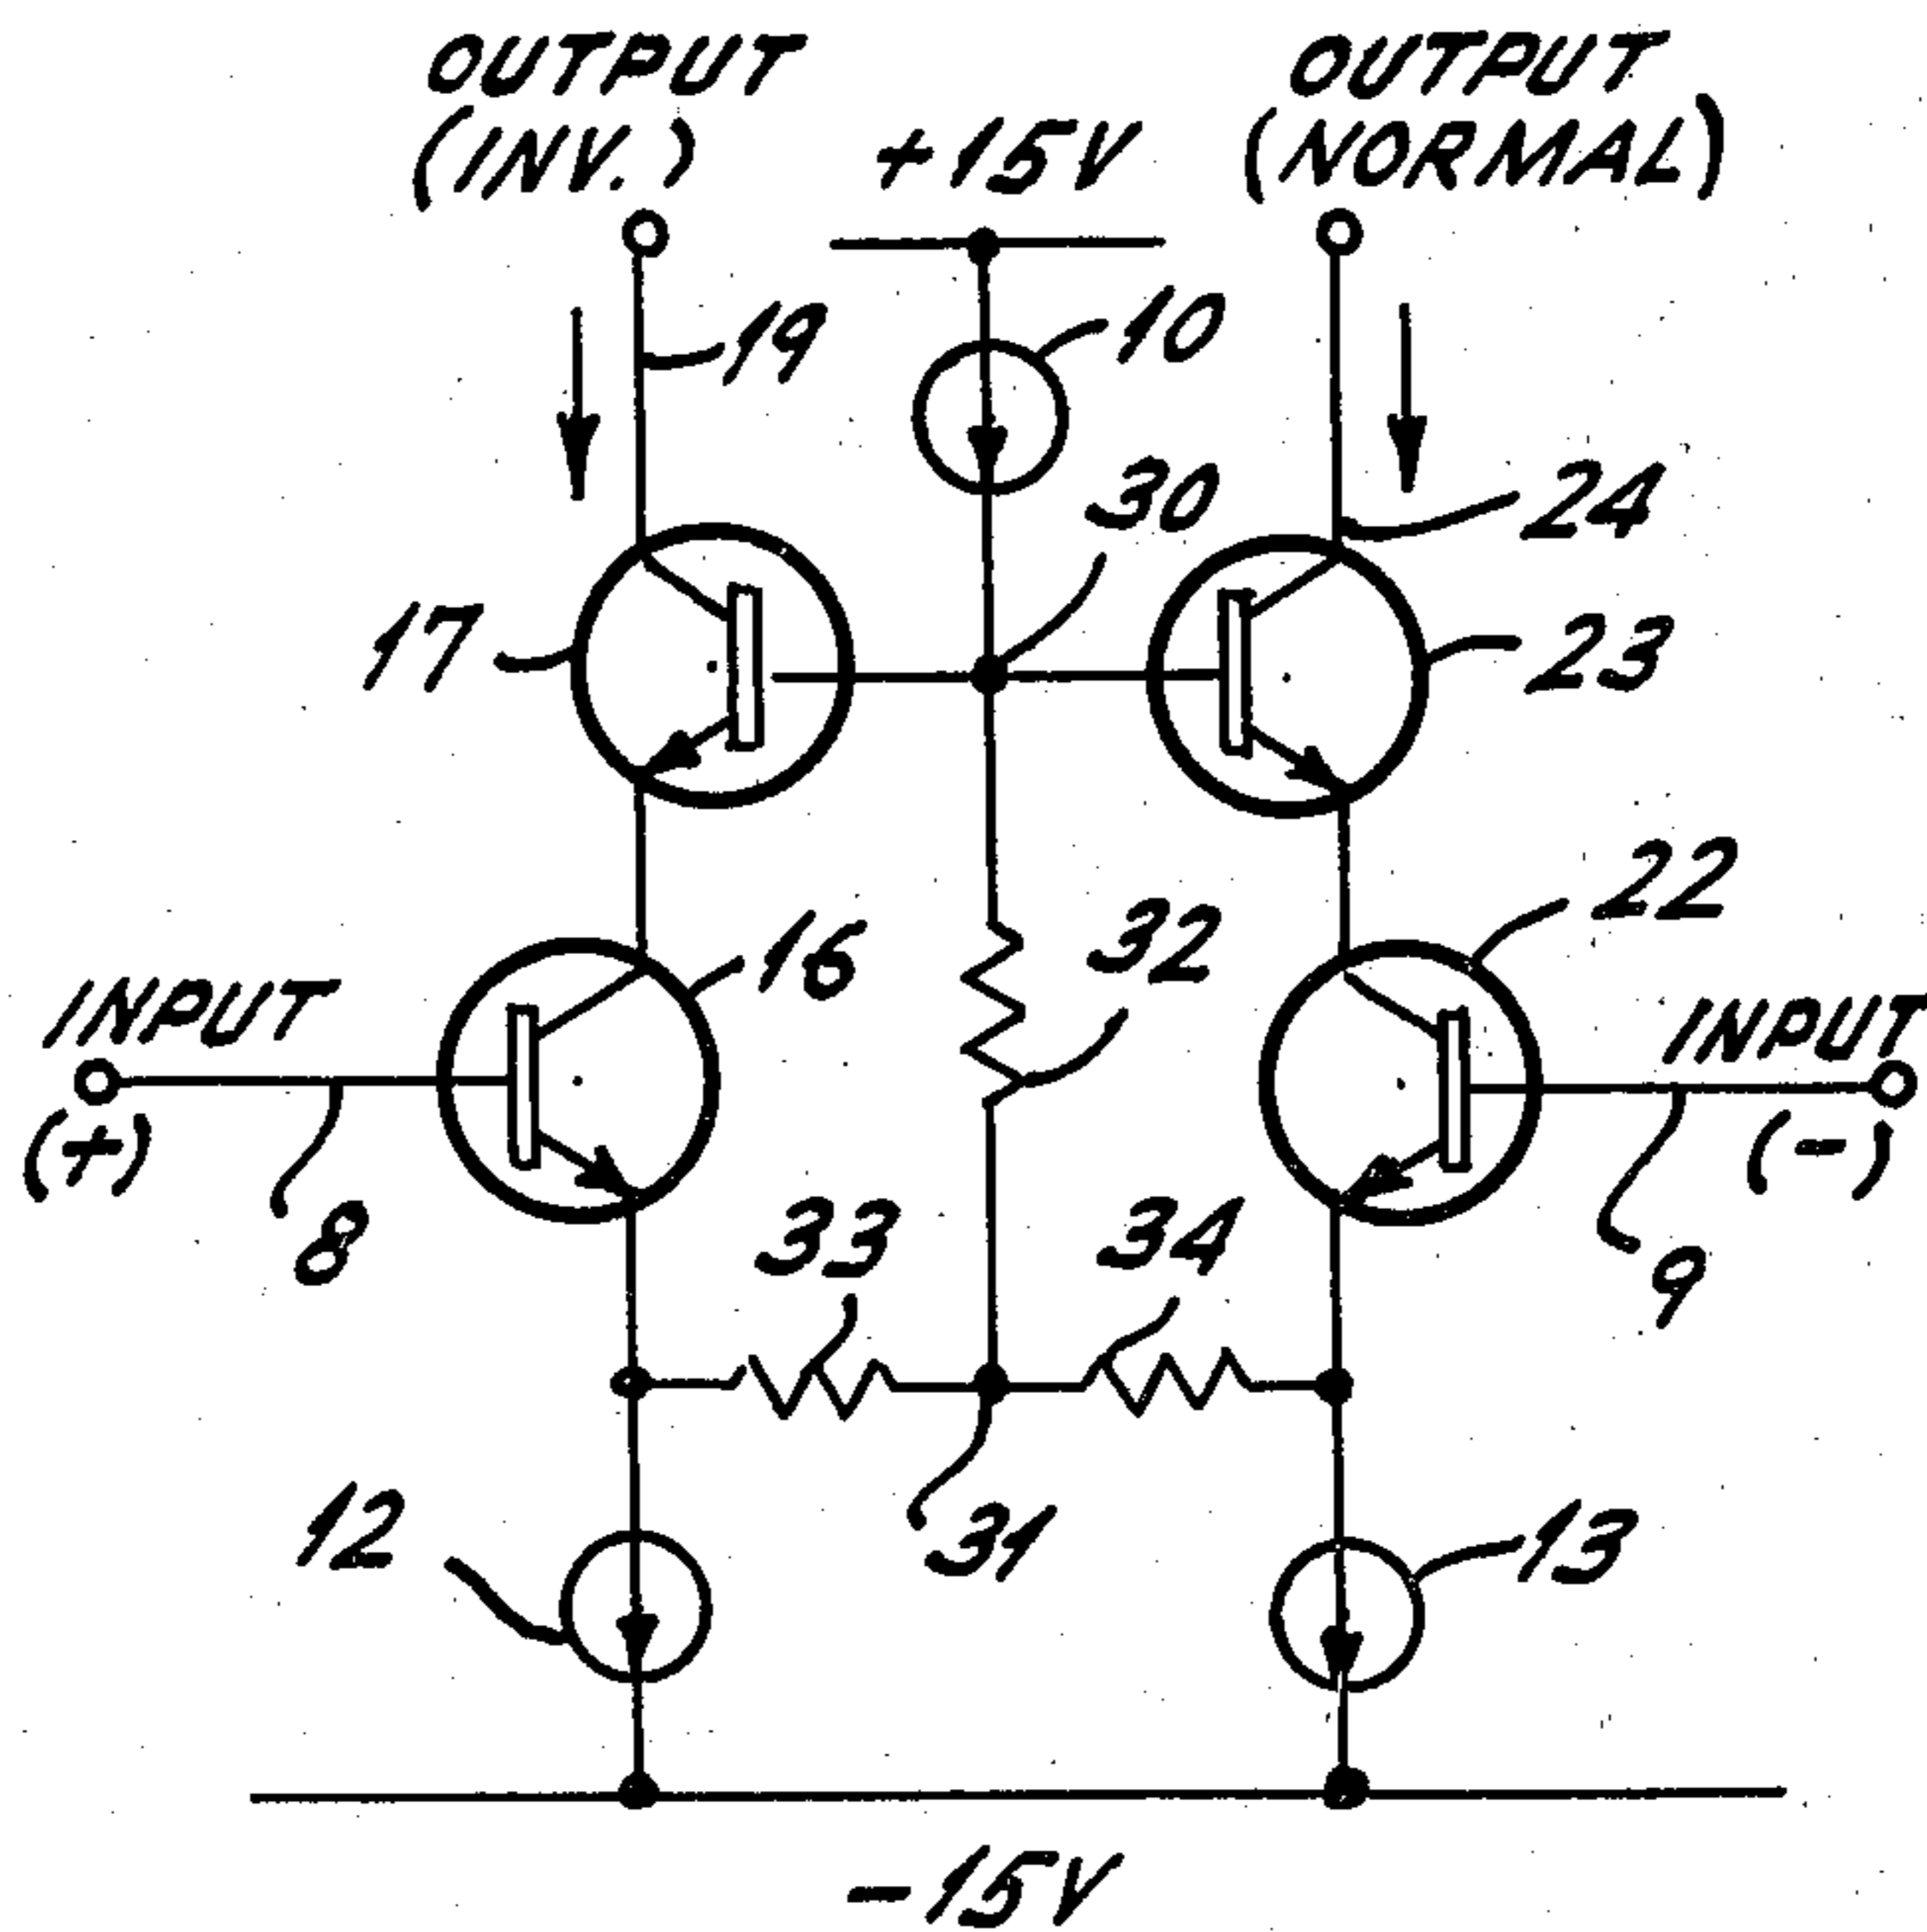 OUTPUT
(INV.)
+15V
OUTPUT
(NORMAL)
19
10
30
24
17
23
22
16
32
INPUT
(+)
INPUT
(-)
8
33
34
9
12
31
13
-15V